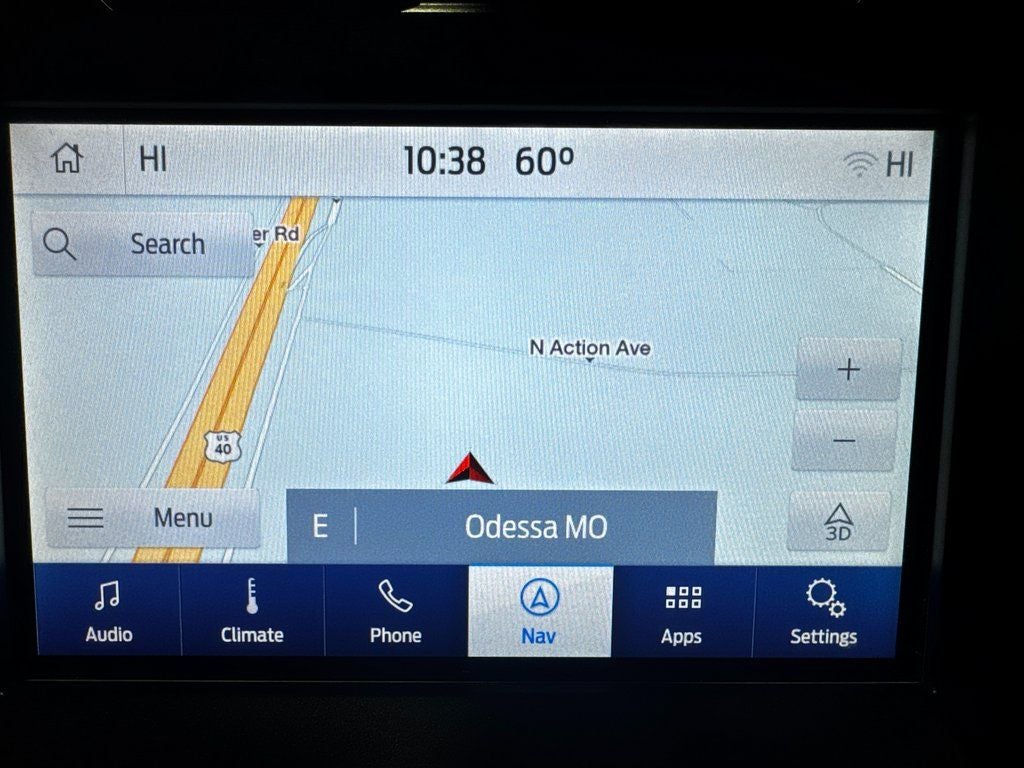 HI 10:38 60º HI
Search
er Rd
N Action Ave
+
US
40
−
Menu
E | Odessa MO
3D
Audio Climate Phone Nav Apps Settings